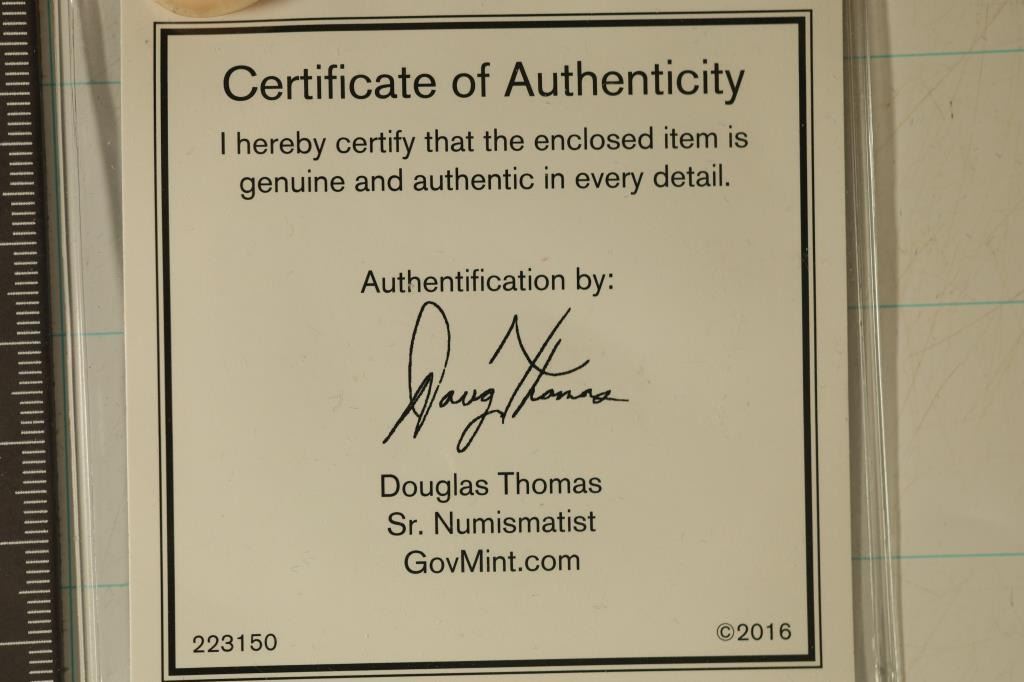 Certificate of Authenticity
I hereby certify that the enclosed item is
genuine and authentic in every detail.
Authentification by:
Doug Thomas
Douglas Thomas
Sr. Numismatist
GovMint.com
223150
©2016